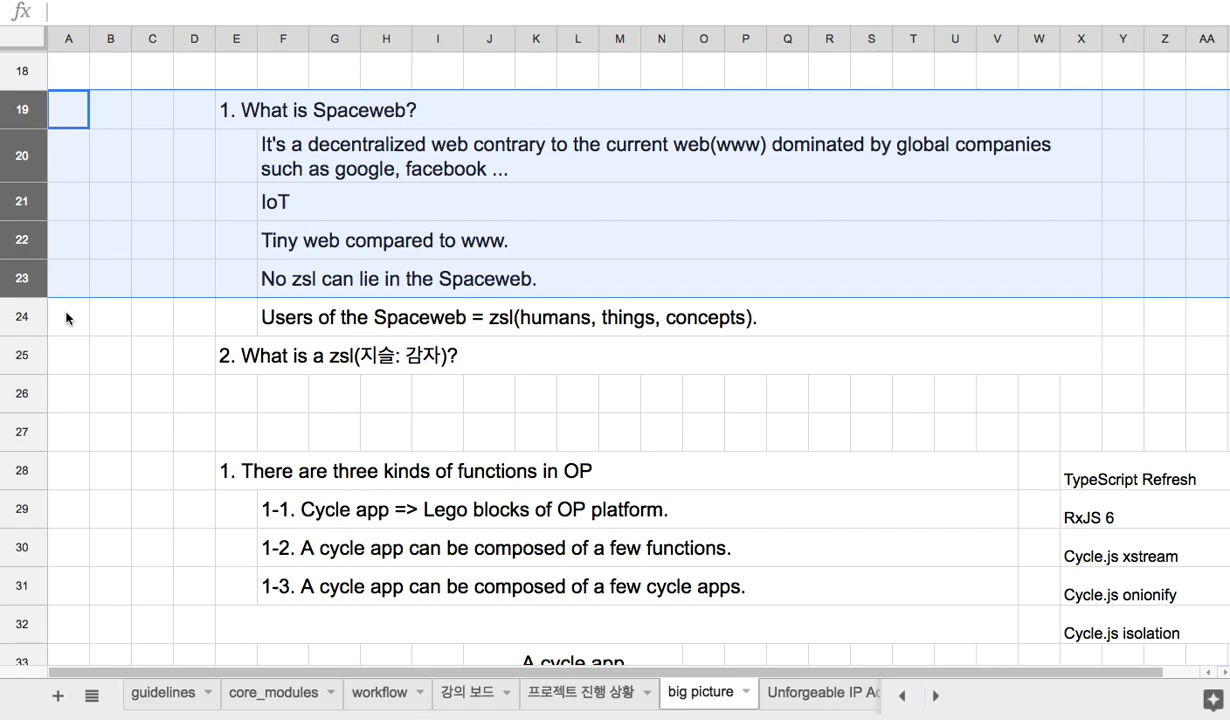 fx
A B C D E F G H I J K L M N O P Q R S T U V W X Y Z AA
18
19 1. What is Spaceweb?
20 It's a decentralized web contrary to the current web(www) dominated by global companies
such as google, facebook ...
21 IoT
22 Tiny web compared to www.
23 No zsl can lie in the Spaceweb.
24 Users of the Spaceweb = zsl(humans, things, concepts).
25 2. What is a zsl(지슬: 감자)?
26
27
28 1. There are three kinds of functions in OP TypeScript Refresh
29 1-1. Cycle app => Lego blocks of OP platform. RxJS 6
30 1-2. A cycle app can be composed of a few functions. Cycle.js xstream
31 1-3. A cycle app can be composed of a few cycle apps. Cycle.js onionify
32 Cycle.js isolation
33 A cycle app
guidelines core_modules workflow 강의 보드 프로젝트 진행 상황 big picture Unforgeable IP